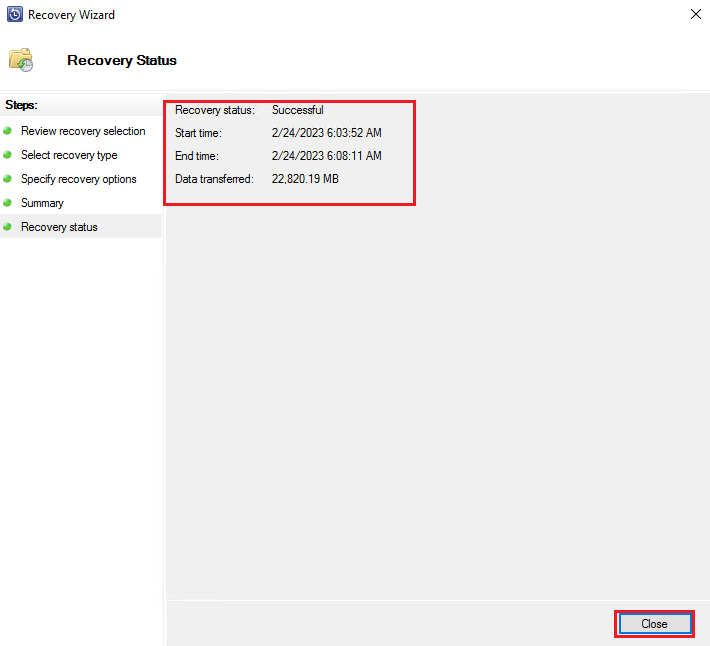 Recovery Wizard
Recovery Status
Steps:
Review recovery selection
Select recovery type
Specify recovery options
Summary
Recovery status
Recovery status: Successful
Start time: 2/24/2023 6:03:52 AM
End time: 2/24/2023 6:08:11 AM
Data transferred: 22,820.19 MB
Close